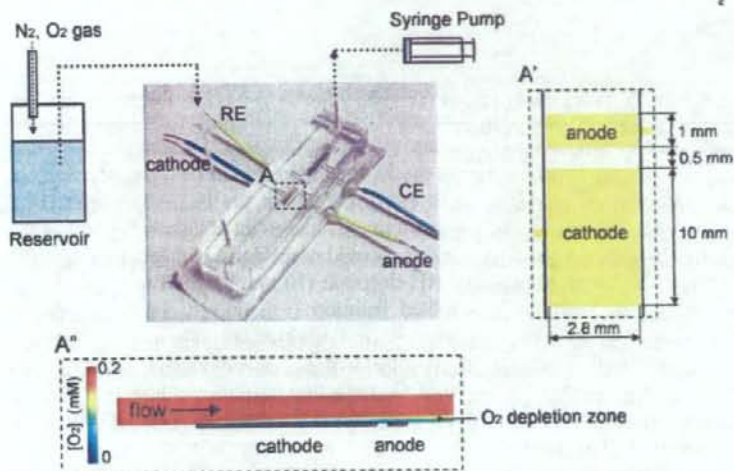 N₂, O₂ gas
Syringe Pump
RE
cathode
A
CE
anode
Reservoir
A'
anode
1 mm
0.5 mm
cathode
10 mm
2.8 mm
A"
0.2
[O₂] (mM)
0
flow
O₂ depletion zone
cathode
anode